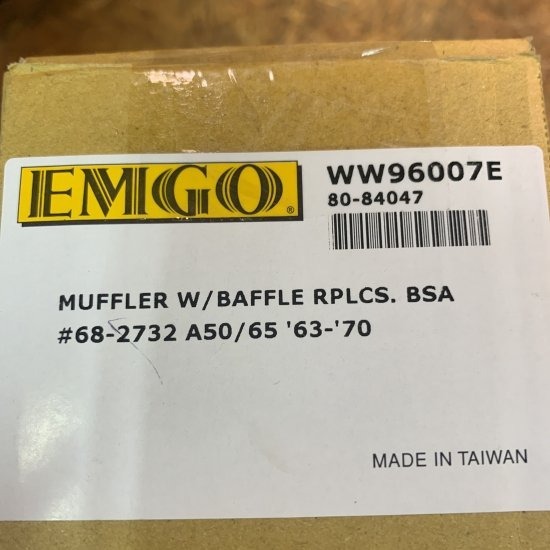 EMGO®
WW96007E
80-84047
MUFFLER W/BAFFLE RPLCS. BSA
#68-2732 A50/65 '63-'70
MADE IN TAIWAN